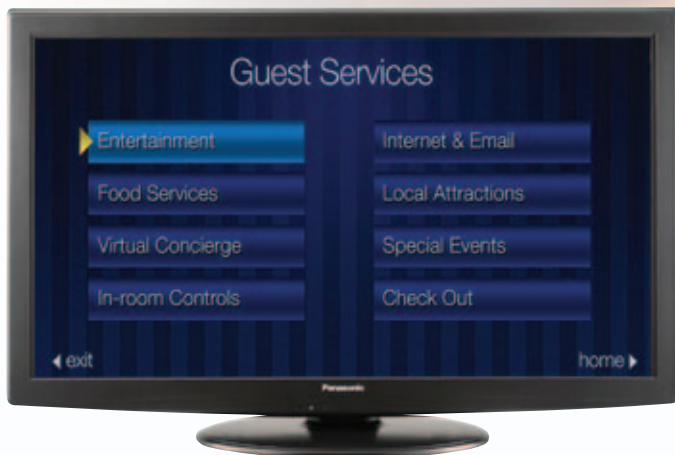 Guest Services
Entertainment
Food Services
Virtual Concierge
In-room Controls
Internet & Email
Local Attractions
Special Events
Check Out
exit
home
Panasonic